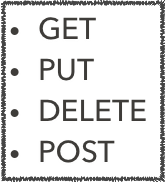 • GET
• PUT
• DELETE
• POST